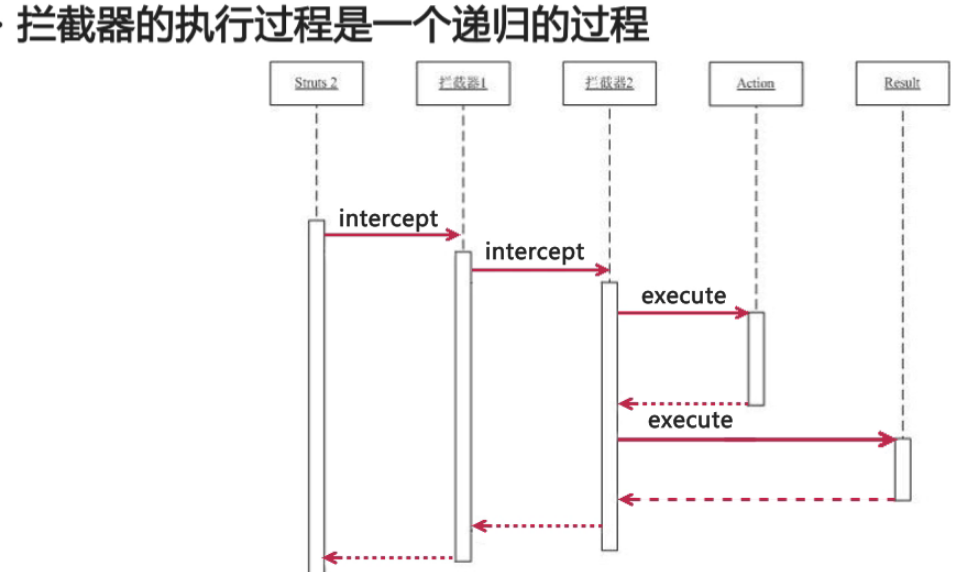 · 拦截器的执行过程是一个递归的过程
Struts 2
拦截器1
拦截器2
Action
Result
intercept
intercept
execute
execute